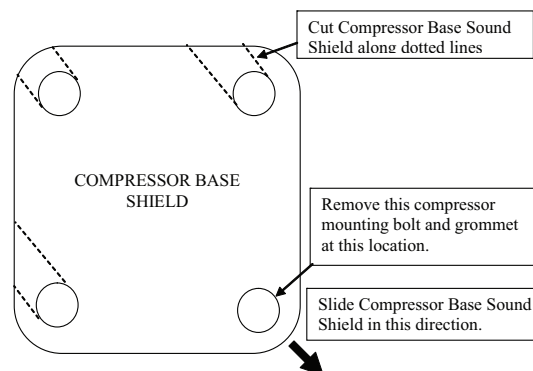 Cut Compressor Base Sound
Shield along dotted lines
COMPRESSOR BASE
SHIELD
Remove this compressor
mounting bolt and grommet
at this location.
Slide Compressor Base Sound
Shield in this direction.